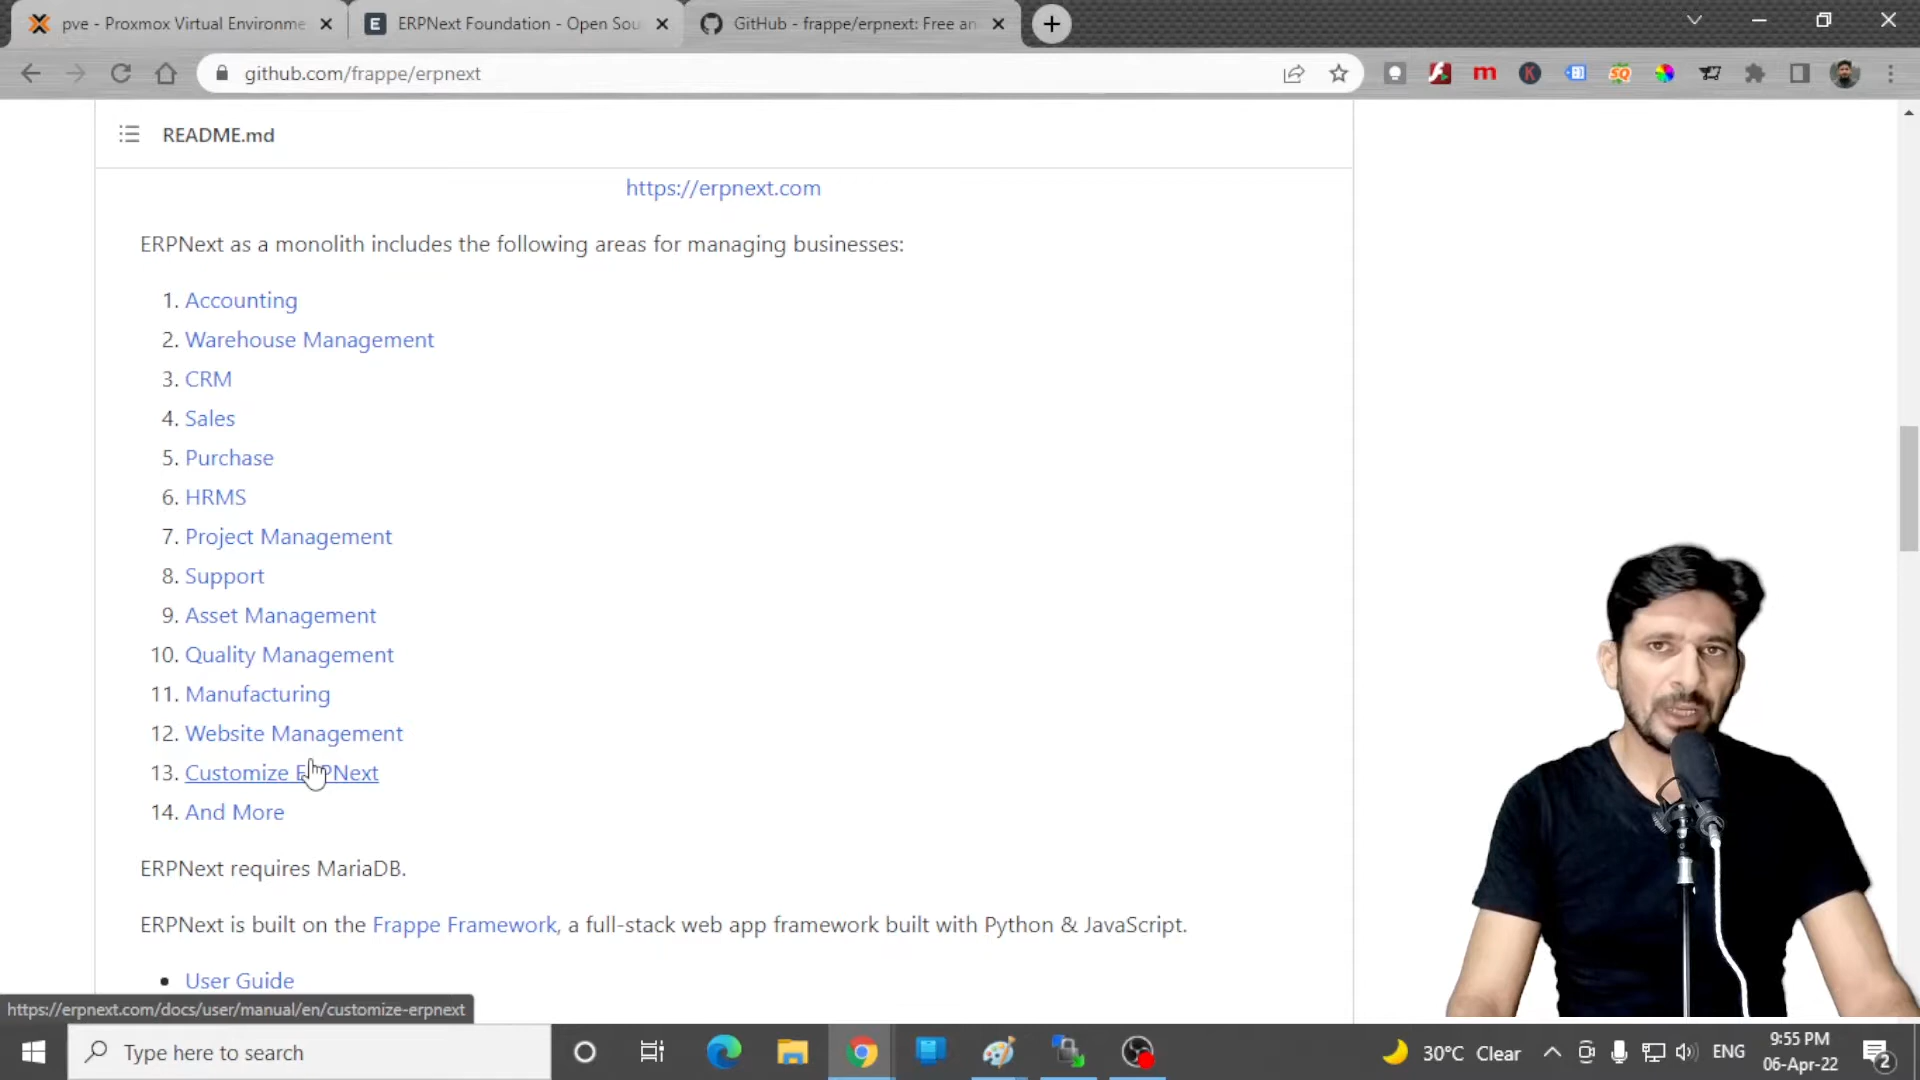 pve - Proxmox Virtual Environme
ERPNext Foundation - Open Sou
GitHub - frappe/erpnext: Free an
github.com/frappe/erpnext
README.md
https://erpnext.com
ERPNext as a monolith includes the following areas for managing businesses:
1. Accounting
2. Warehouse Management
3. CRM
4. Sales
5. Purchase
6. HRMS
7. Project Management
8. Support
9. Asset Management
10. Quality Management
11. Manufacturing
12. Website Management
13. Customize ERPNext
14. And More
ERPNext requires MariaDB.
ERPNext is built on the Frappe Framework, a full-stack web app framework built with Python & JavaScript.
User Guide
https://erpnext.com/docs/user/manual/en/customize-erpnext
Type here to search
30°C Clear
ENG
9:55 PM
06-Apr-22
2